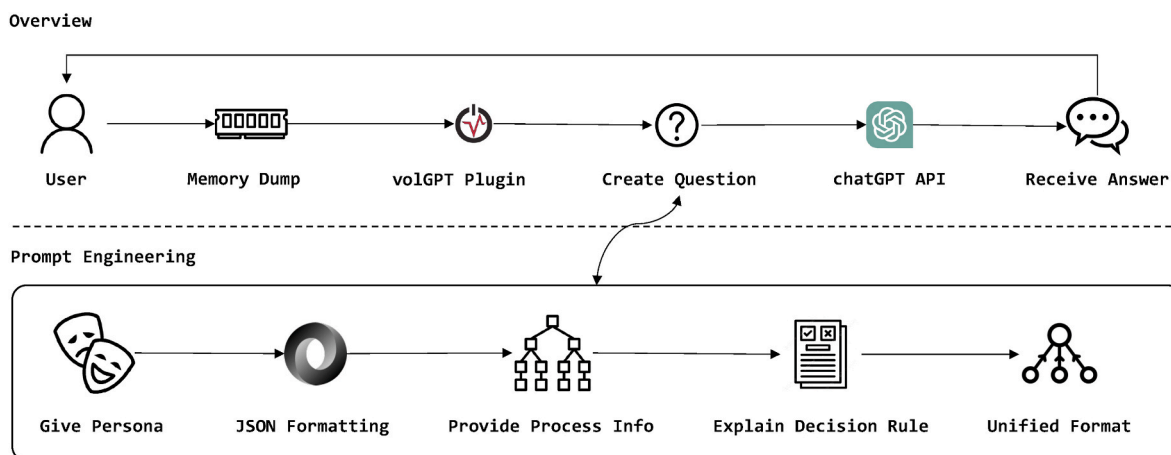 Overview
User
Memory Dump
volGPT Plugin
Create Question
chatGPT API
Receive Answer
Prompt Engineering
Give Persona
JSON Formatting
Provide Process Info
Explain Decision Rule
Unified Format